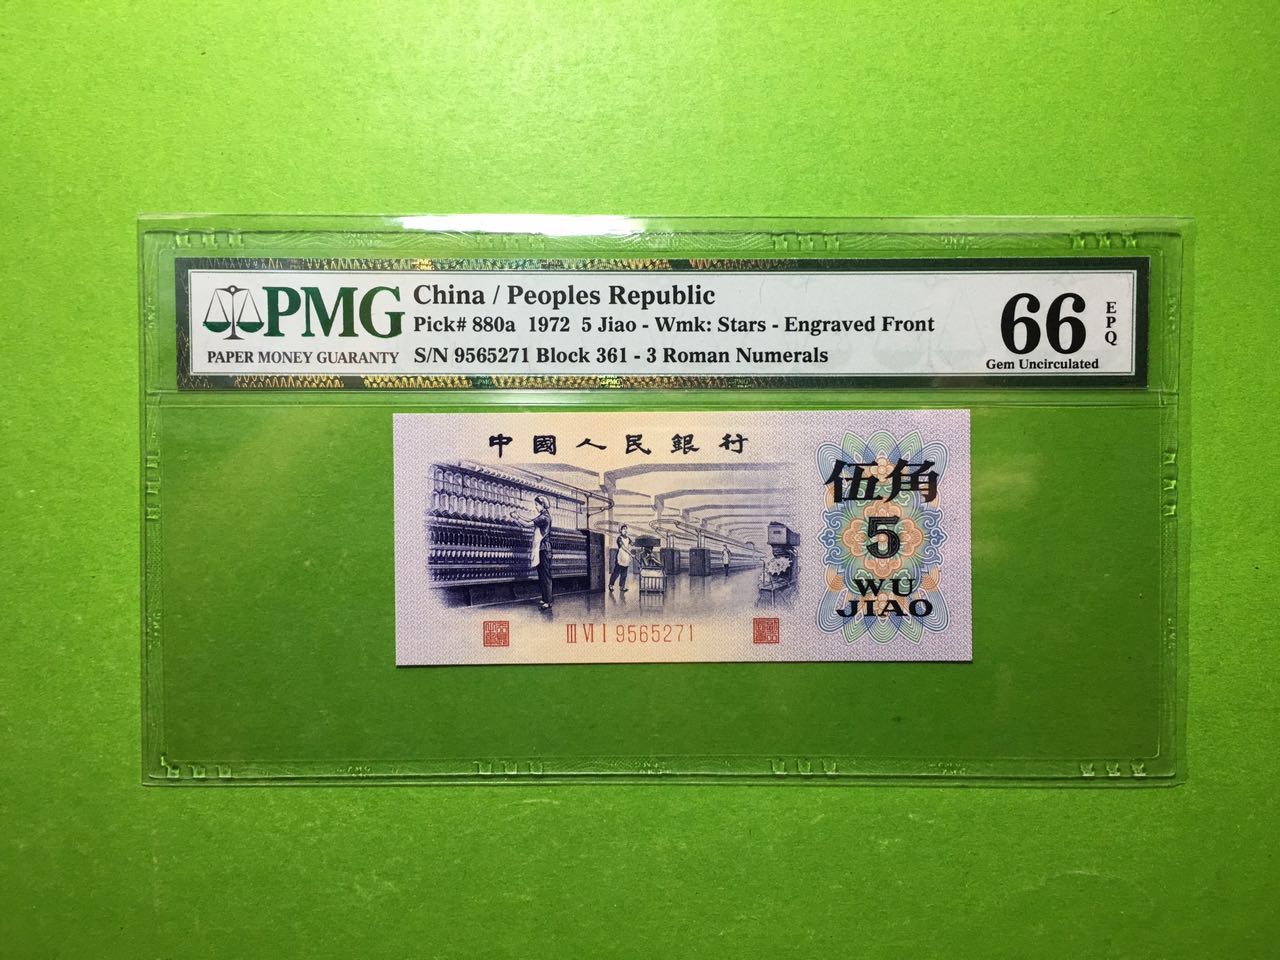 PMG
PAPER MONEY GUARANTY
China / Peoples Republic
Pick# 880a 1972 5 Jiao - Wmk: Stars - Engraved Front
S/N 9565271 Block 361 - 3 Roman Numerals
66
EPQ
Gem Uncirculated
中國人民銀行
伍角
5
WU
JIAO
III VI I 9565271